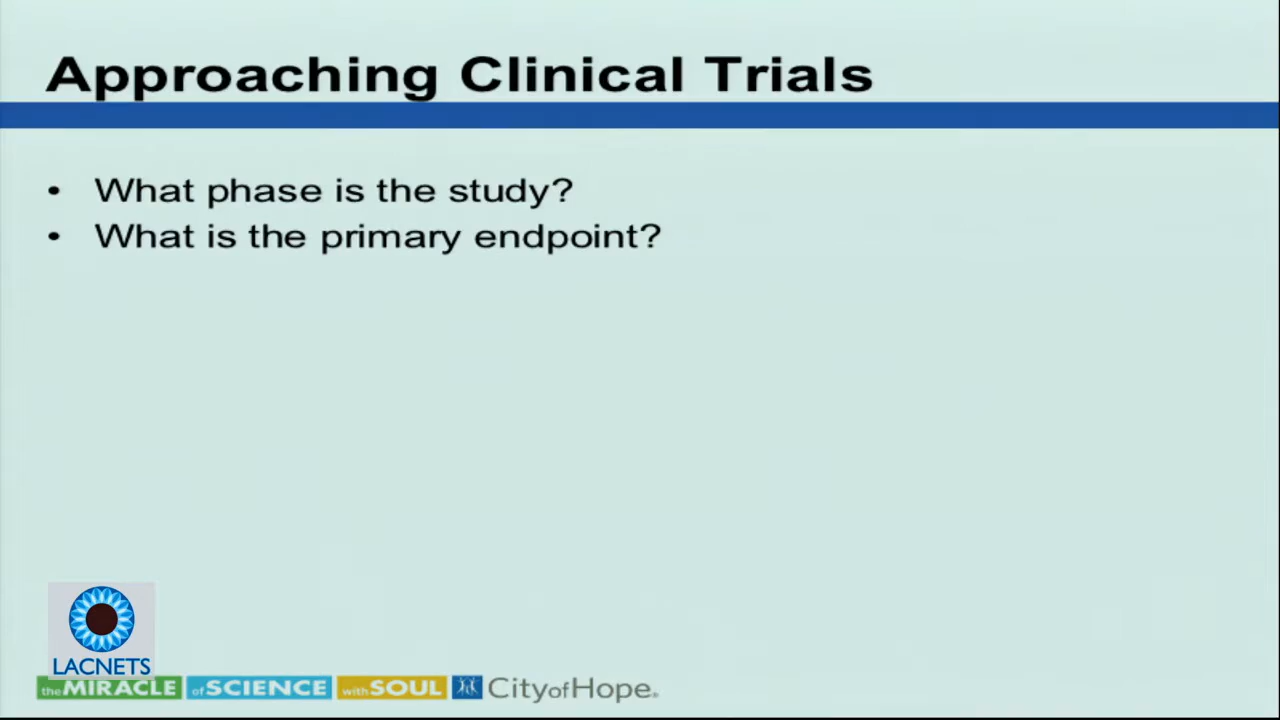 Approaching Clinical Trials
• What phase is the study?
• What is the primary endpoint?
LACNETS
the MIRACLE of SCIENCE with SOUL City of Hope®